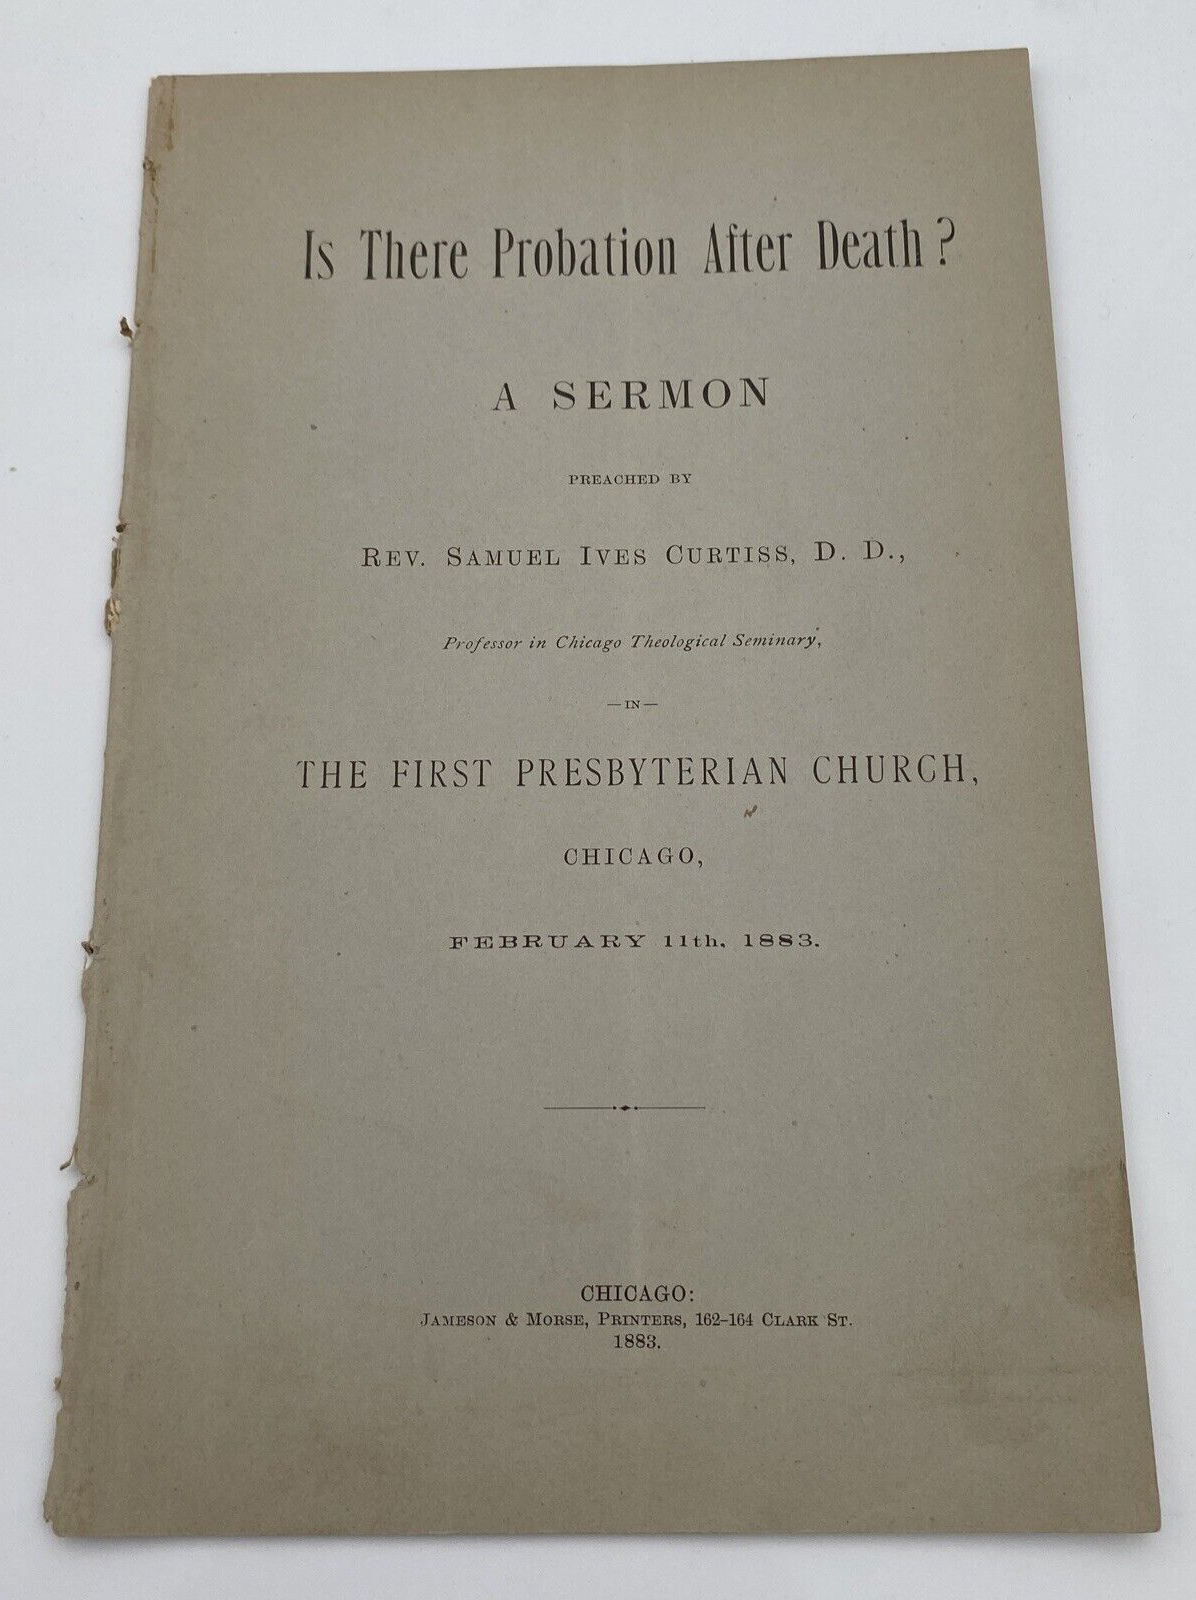 Is There Probation After Death?
A SERMON
PREACHED BY
REV. SAMUEL IVES CURTISS, D. D.,
Professor in Chicago Theological Seminary,
—IN—
THE FIRST PRESBYTERIAN CHURCH,
CHICAGO,
FEBRUARY 11th, 1883.
CHICAGO:
JAMESON & MORSE, PRINTERS, 162-164 CLARK ST.
1883.